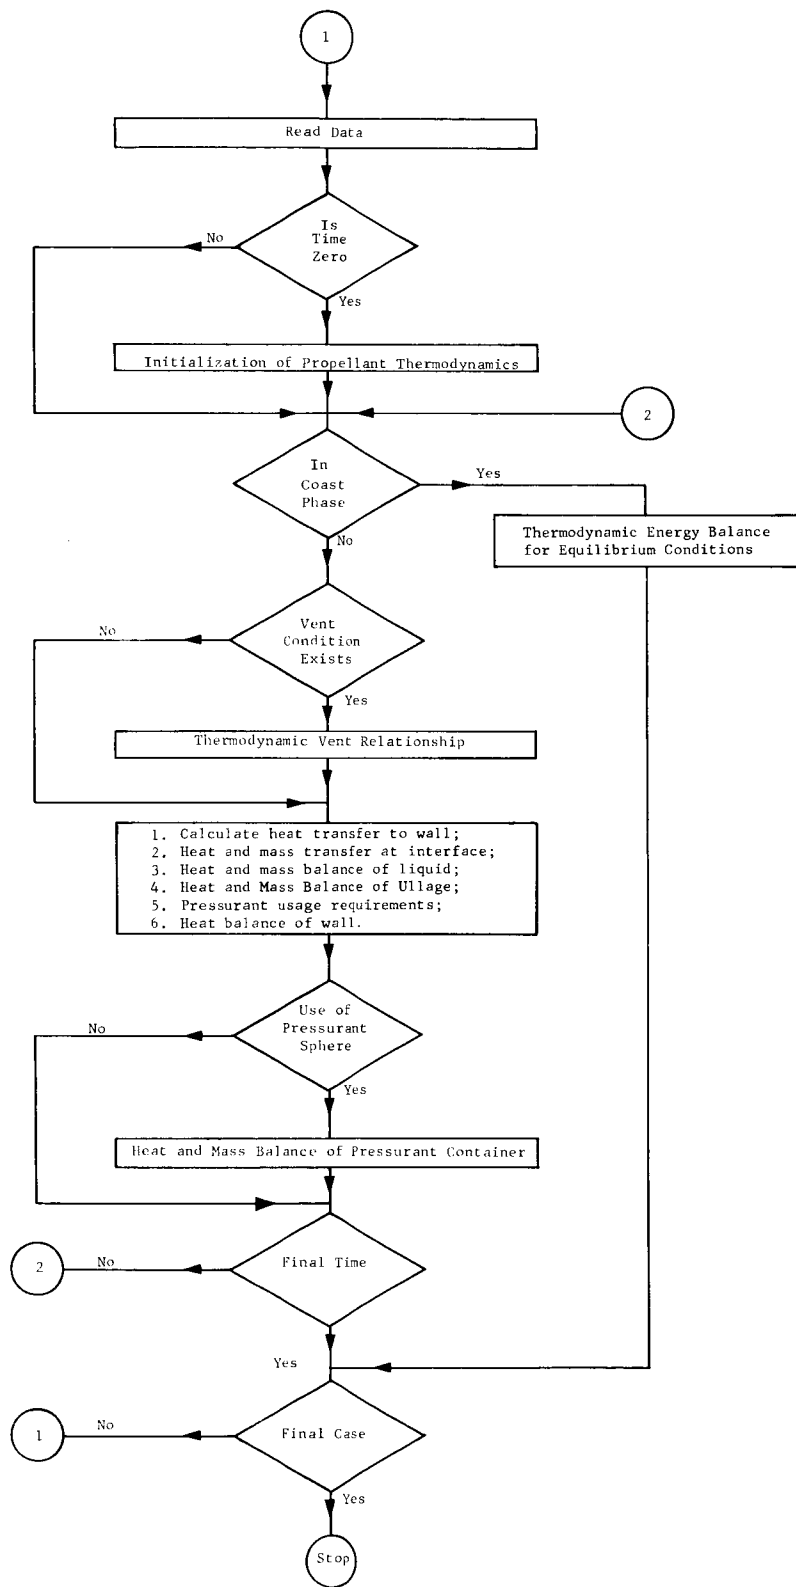 1
Read Data
Is
Time
Zero
No
Yes
Initialization of Propellant Thermodynamics
2
In
Coast
Phase
Yes
No
Thermodynamic Energy Balance
for Equilibrium Conditions
Vent
Condition
Exists
No
Yes
Thermodynamic Vent Relationship
1. Calculate heat transfer to wall;
2. Heat and mass transfer at interface;
3. Heat and mass balance of liquid;
4. Heat and Mass Balance of Ullage;
5. Pressurant usage requirements;
6. Heat balance of wall.
Use of
Pressurant
Sphere
No
Yes
Heat and Mass Balance of Pressurant Container
2
No
Final Time
Yes
1
No
Final Case
Yes
Stop